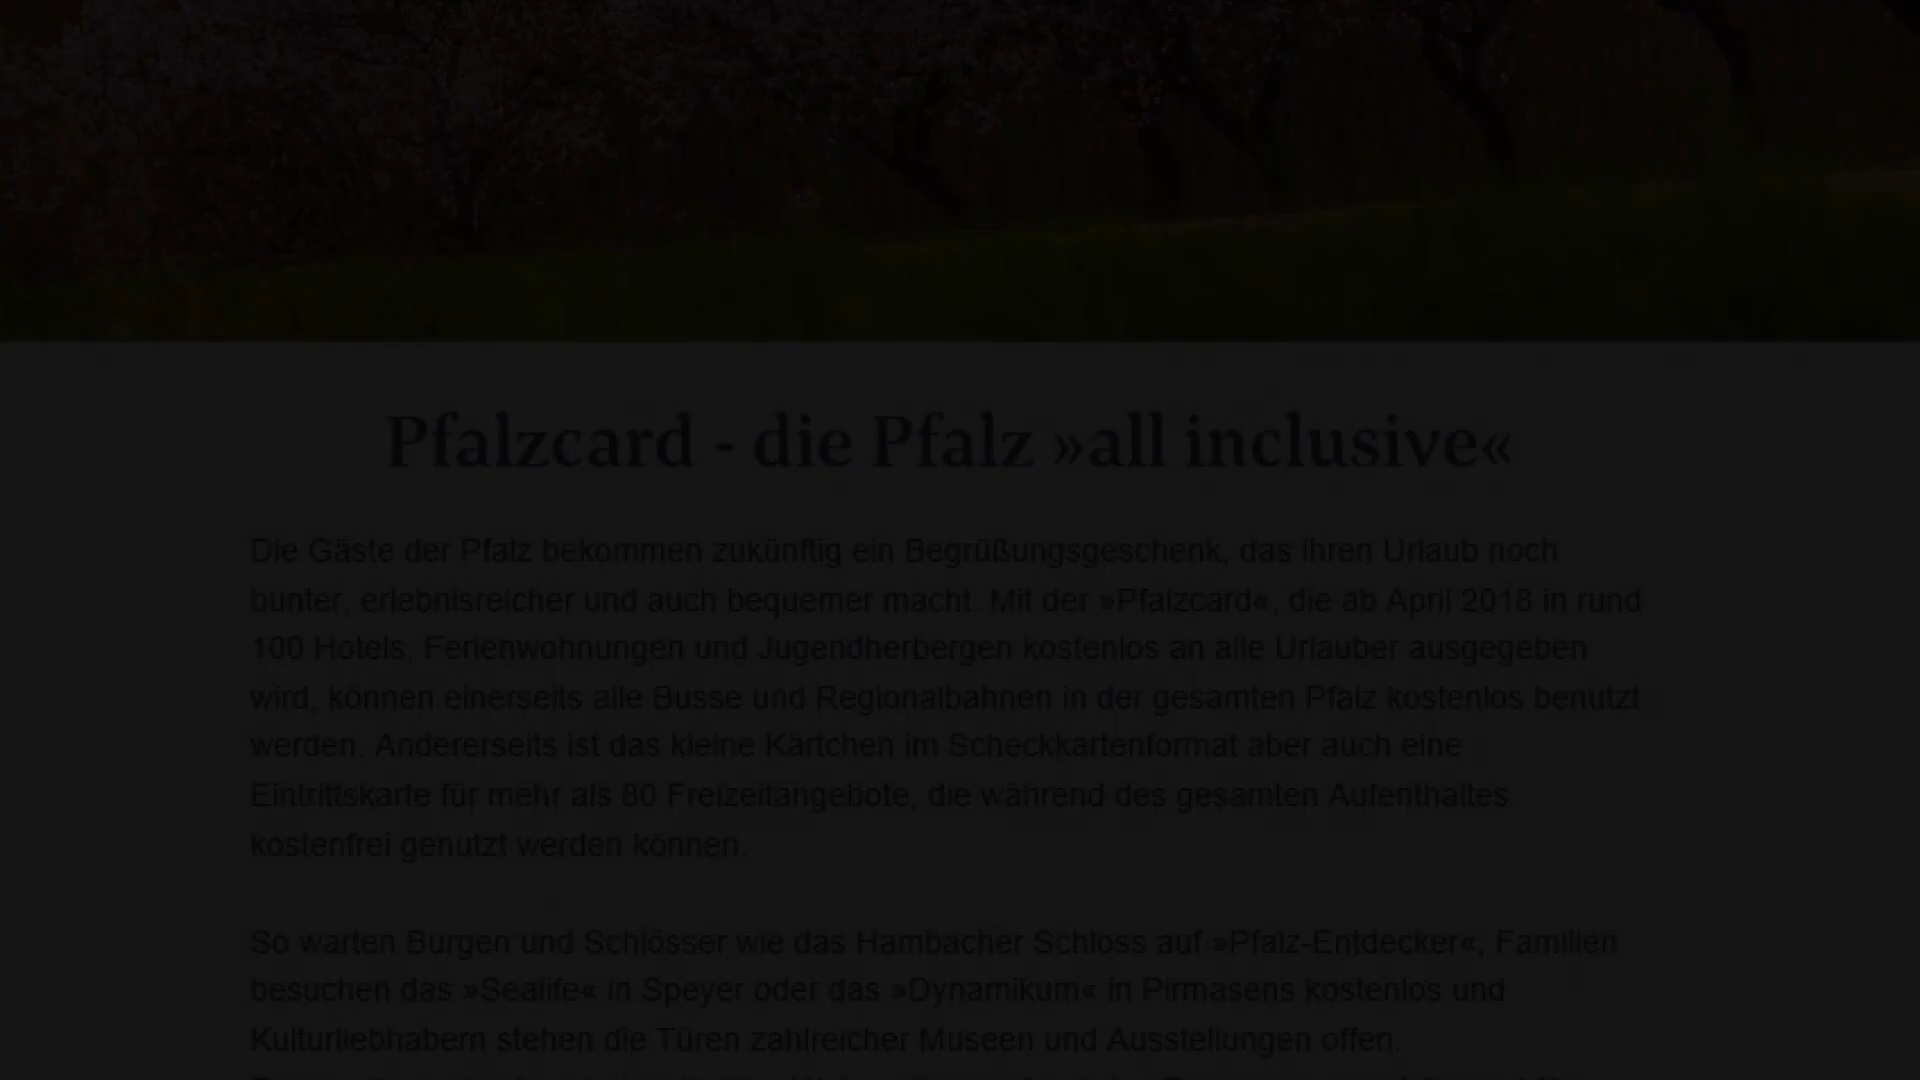 Pfalzcard - die Pfalz »all inclusive«
Die Gäste der Pfalz bekommen zukünftig ein Begrüßungsgeschenk, das ihren Urlaub noch
bunter, erlebnisreicher und auch bequemer macht. Mit der »Pfalzcard«, die ab April 2018 in rund
100 Hotels, Ferienwohnungen und Jugendherbergen kostenlos an alle Urlauber ausgegeben
wird, können einerseits alle Busse und Regionalbahnen in der gesamten Pfalz kostenlos benutzt
werden. Andererseits ist das kleine Kärtchen im Scheckkartenformat aber auch eine
Eintrittskarte für mehr als 80 Freizeitangebote, die während des gesamten Aufenthaltes
kostenfrei genutzt werden können.
So warten Burgen und Schlösser wie das Hambacher Schloss auf »Pfalz-Entdecker«, Familien
besuchen das »Sealife« in Speyer oder das »Dynamikum« in Pirmasens kostenlos und
Kulturliebhabern stehen die Türen zahlreicher Museen und Ausstellungen offen.